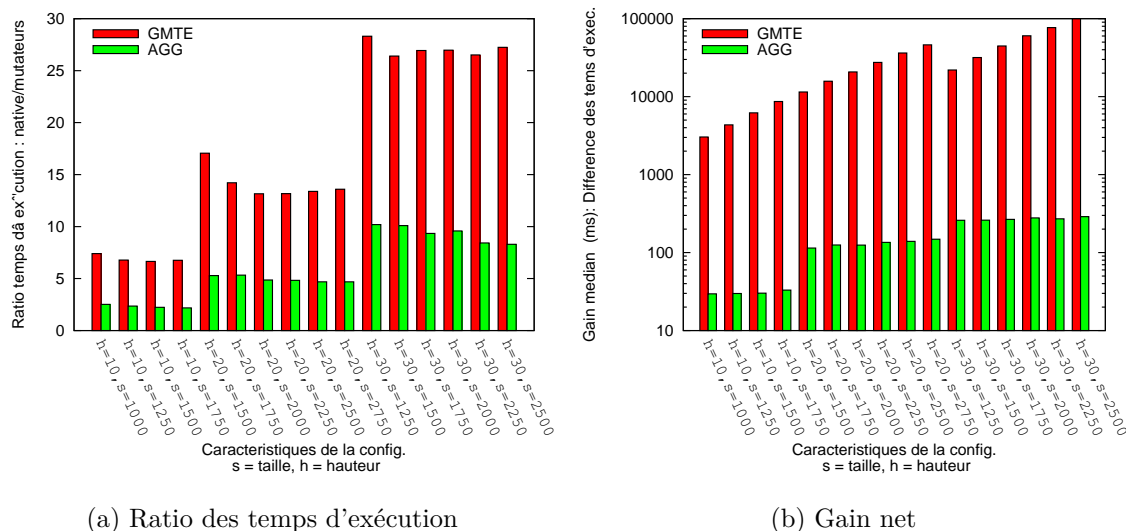 Ratio temps dâ ex˜'cution : native/mutateurs
30
25
20
15
10
5
0
GMTE
AGG
h=10,s=1000
h=10,s=1250
h=10,s=1500
h=10,s=1750
h=20,s=1500
h=20,s=1750
h=20,s=2000
h=20,s=2250
h=20,s=2500
h=20,s=2750
h=30,s=1250
h=30,s=1500
h=30,s=1750
h=30,s=2000
h=30,s=2250
h=30,s=2500
Caracteristiques de la config.
s = taille, h = hauteur
(a) Ratio des temps d'exécution
Gain median (ms): Difference des tems d'exec.
100000
10000
1000
100
10
GMTE
AGG
h=10,s=1000
h=10,s=1250
h=10,s=1500
h=10,s=1750
h=20,s=1500
h=20,s=1750
h=20,s=2000
h=20,s=2250
h=20,s=2500
h=20,s=2750
h=30,s=1250
h=30,s=1500
h=30,s=1750
h=30,s=2000
h=30,s=2250
h=30,s=2500
Caracteristiques de la config.
s = taille, h = hauteur
(b) Gain net